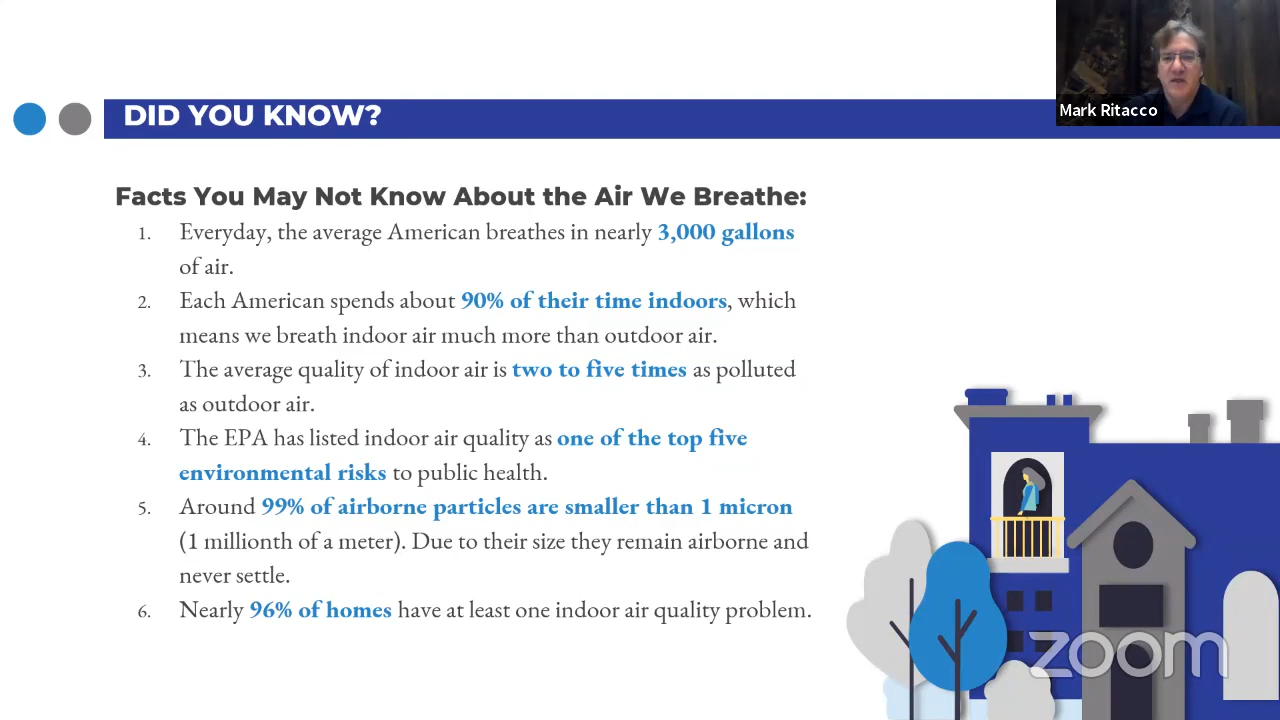 Mark Ritacco
DID YOU KNOW?
Facts You May Not Know About the Air We Breathe:
1. Everyday, the average American breathes in nearly 3,000 gallons
of air.
2. Each American spends about 90% of their time indoors, which
means we breath indoor air much more than outdoor air.
3. The average quality of indoor air is two to five times as polluted
as outdoor air.
4. The EPA has listed indoor air quality as one of the top five
environmental risks to public health.
5. Around 99% of airborne particles are smaller than 1 micron
(1 millionth of a meter). Due to their size they remain airborne and
never settle.
6. Nearly 96% of homes have at least one indoor air quality problem.
zoom